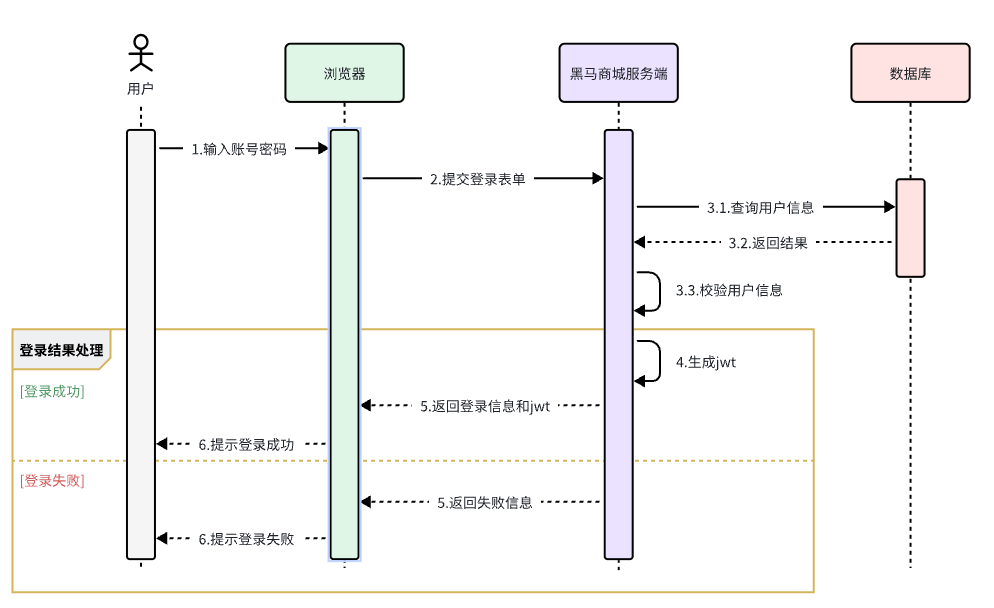 用户
浏览器
黑马商城服务端
数据库
1.输入账号密码
2.提交登录表单
3.1.查询用户信息
3.2.返回结果
3.3.校验用户信息
登录结果处理
4.生成jwt
[登录成功]
5.返回登录信息和jwt
6.提示登录成功
[登录失败]
5.返回失败信息
6.提示登录失败